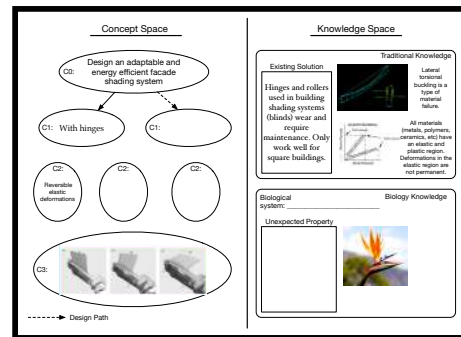 Concept Space
Design an adaptable and
energy efficient facade
shading system
C0:
C1: With hinges
C1:
C2:
Reversible
elastic
deformations
C2:
C2:
C3:
Design Path
Knowledge Space
Traditional Knowledge
Existing Solution
Hinges and rollers
used in building
shading systems
(blinds) wear and
require
maintenance. Only
work well for
square buildings.
Lateral
torsional
buckling is a
type of
material
failure.
All materials
(metals, polymers,
ceramics, etc) have
an elastic and
plastic region.
Deformations in the
elastic region are
not permanent.
Biological
system:
Biology Knowledge
Unexpected Property